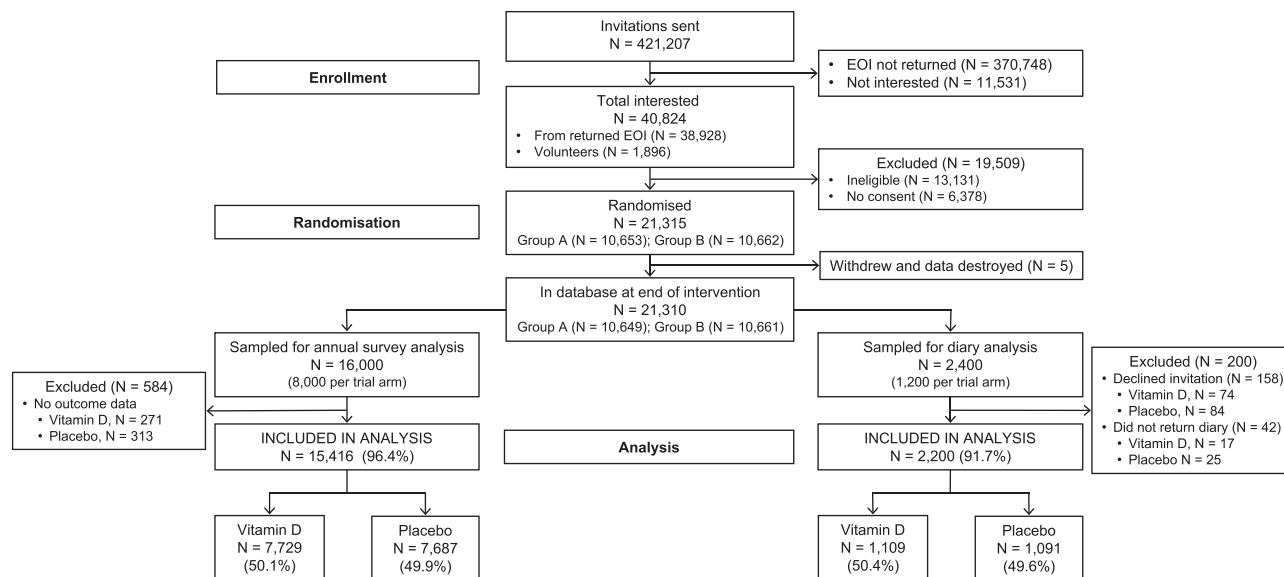 Invitations sent
N = 421,207
• EOI not returned (N = 370,748)
• Not interested (N = 11,531)
Enrollment
Total interested
N = 40,824
• From returned EOI (N = 38,928)
• Volunteers (N = 1,896)
Excluded (N = 19,509)
• Ineligible (N = 13,131)
• No consent (N = 6,378)
Randomisation
Randomised
N = 21,315
Group A (N = 10,653); Group B (N = 10,662)
Withdrew and data destroyed (N = 5)
In database at end of intervention
N = 21,310
Group A (N = 10,649); Group B (N = 10,661)
Sampled for annual survey analysis
N = 16,000
(8,000 per trial arm)
Sampled for diary analysis
N = 2,400
(1,200 per trial arm)
Excluded (N = 584)
• No outcome data
• Vitamin D, N = 271
• Placebo, N = 313
Excluded (N = 200)
• Declined invitation (N = 158)
• Vitamin D, N = 74
• Placebo, N = 84
• Did not return diary (N = 42)
• Vitamin D, N = 17
• Placebo N = 25
INCLUDED IN ANALYSIS
N = 15,416 (96.4%)
Analysis
INCLUDED IN ANALYSIS
N = 2,200 (91.7%)
Vitamin D
N = 7,729
(50.1%)
Placebo
N = 7,687
(49.9%)
Vitamin D
N = 1,109
(50.4%)
Placebo
N = 1,091
(49.6%)